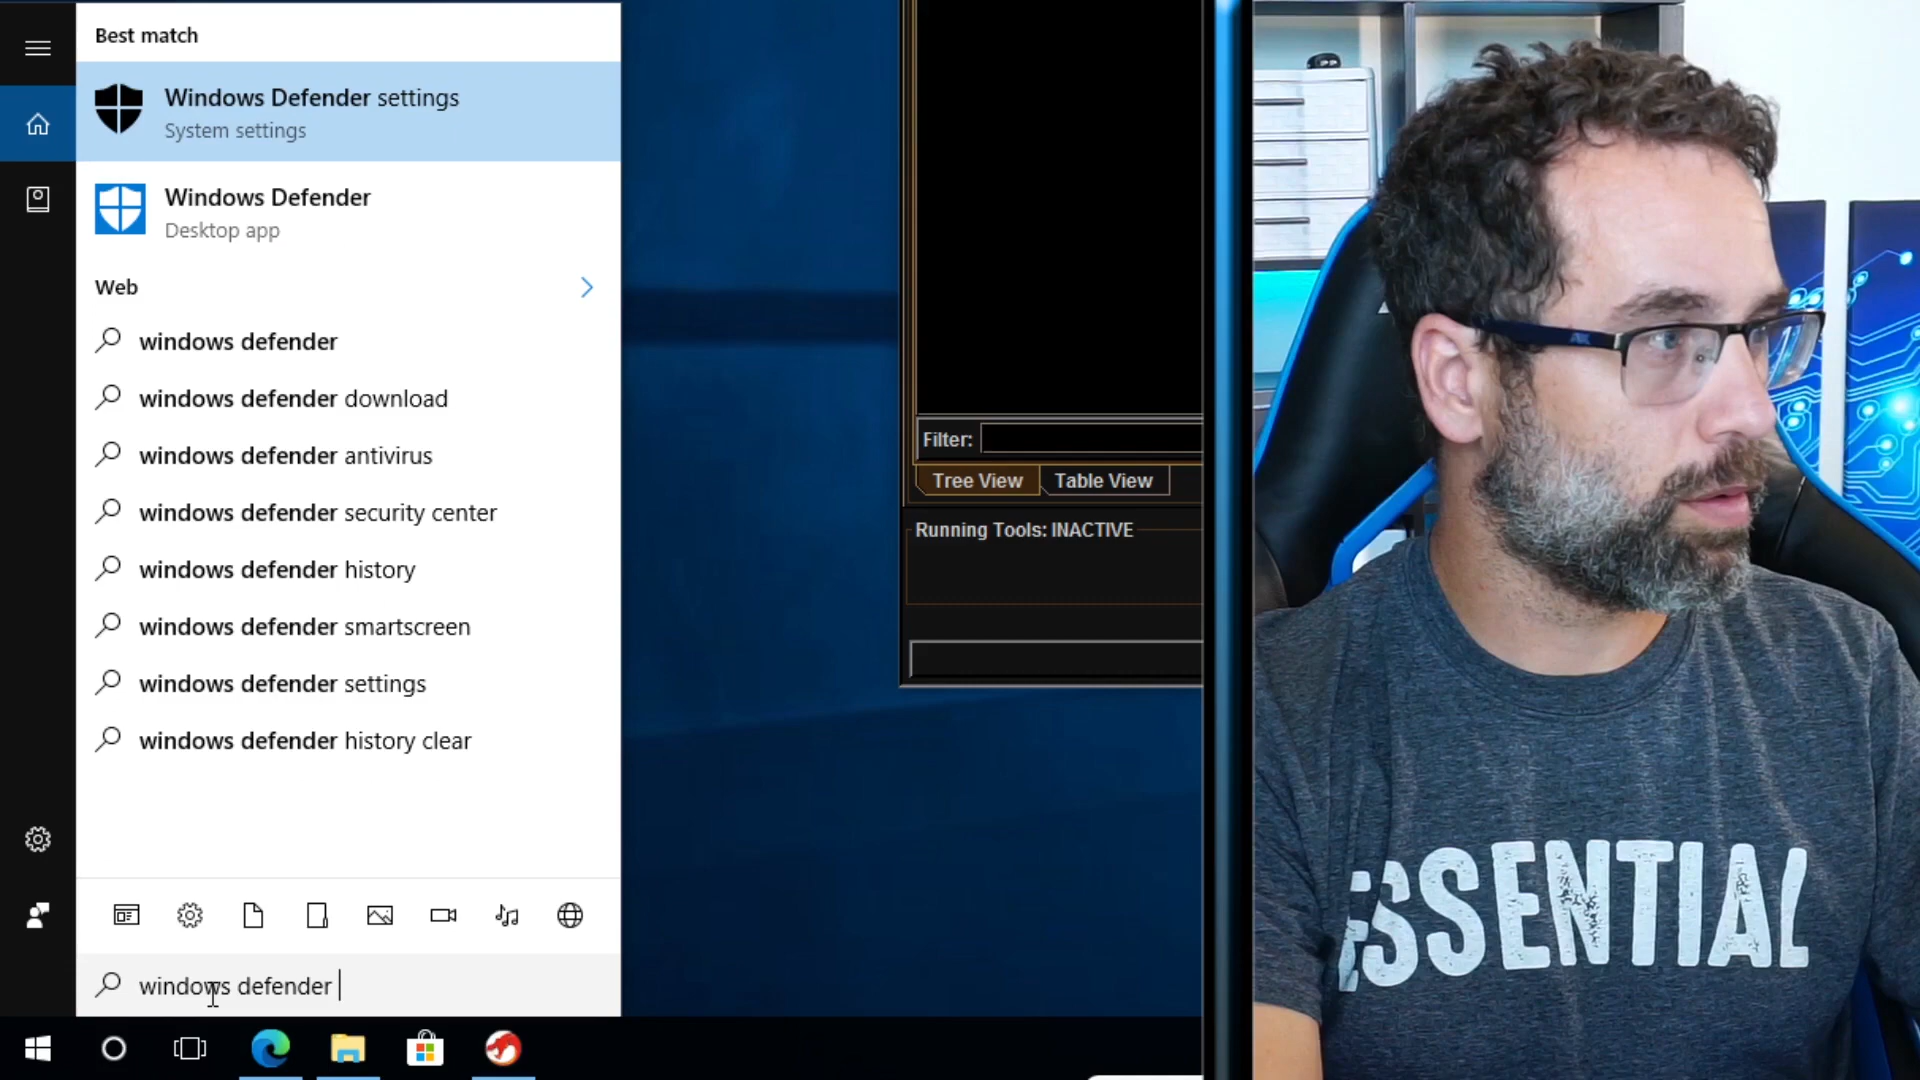 Best match
Windows Defender settings
System settings
Windows Defender
Desktop app
Web
windows defender
windows defender download
windows defender antivirus
windows defender security center
windows defender history
windows defender smartscreen
windows defender settings
windows defender history clear
windows defender
Filter:
Tree View
Table View
Running Tools: INACTIVE
ESSENTIAL